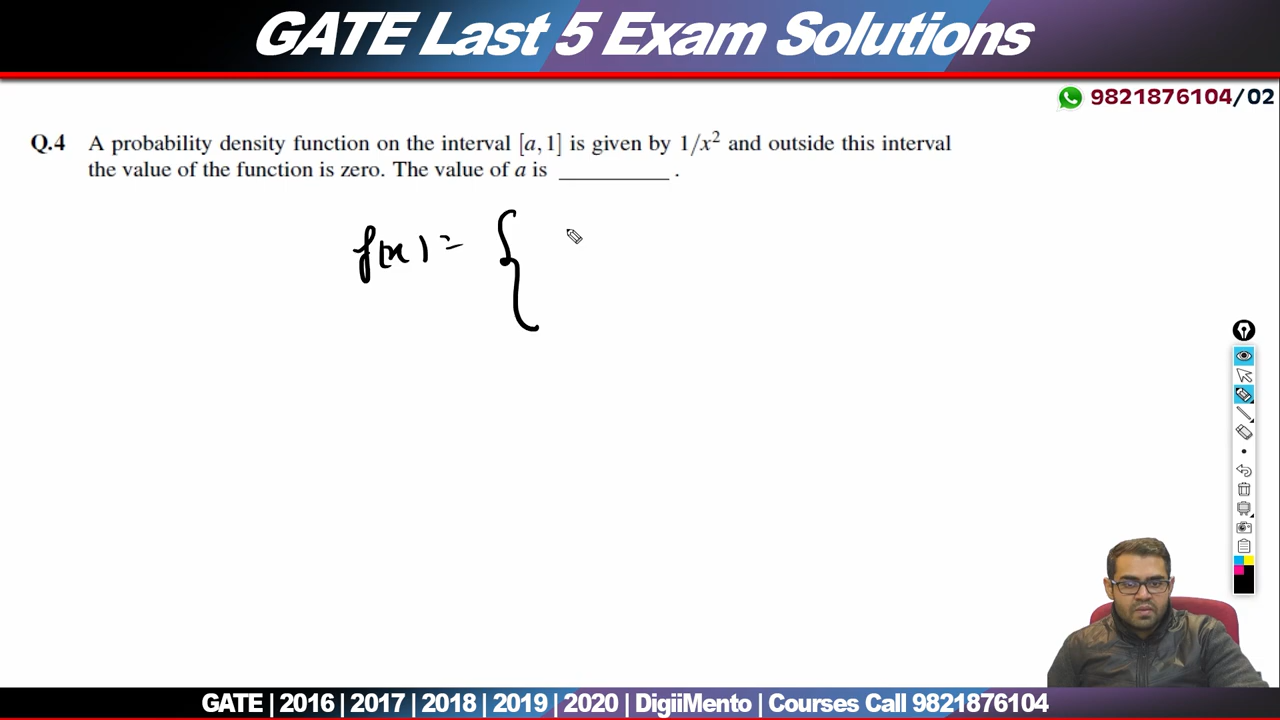 GATE Last 5 Exam Solutions
9821876104/02
Q.4 A probability density function on the interval [a, 1] is given by 1/x² and outside this interval
the value of the function is zero. The value of a is __________ .
f(x) = {
GATE | 2016 | 2017 | 2018 | 2019 | 2020 | DigiiMento | Courses Call 9821876104